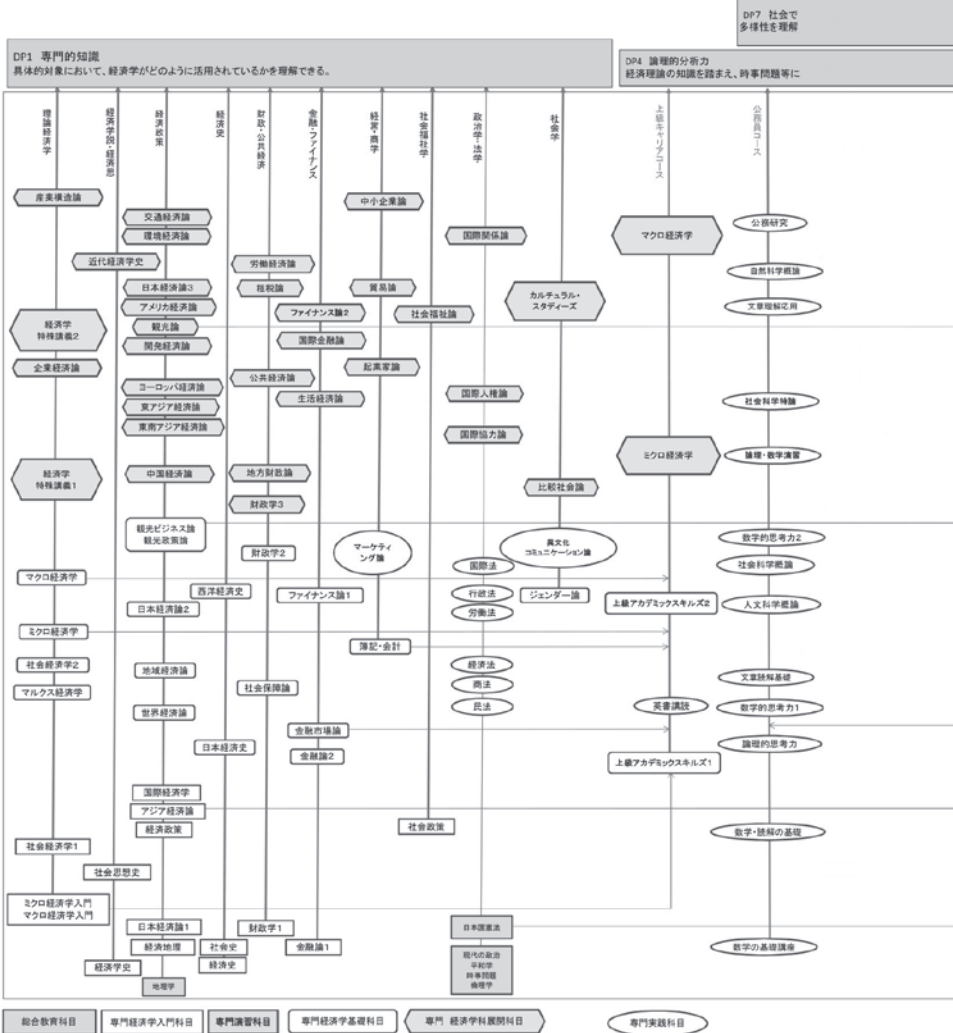 DP7 社会で
多様性を理解
DP1 専門的知識
具体的対象において、経済学がどのように活用されているかを理解できる。
DP4 論理的分析力
経済理論の知識を踏まえ、時事問題等に
理論経済学
経済学説・経済思
経済政策
経済史
財政・公共経済
金融・ファイナンス
経営・商学
社会福祉学
政治学・法学
社会学
上級キャリアコース
公務員コース
産業構造論
交通経済論
環境経済論
近代経済学史
日本経済論3
アメリカ経済論
観光論
開発経済論
経済学
特殊講義2
企業経済論
ヨーロッパ経済論
東アジア経済論
東南アジア経済論
経済学
特殊講義1
中国経済論
観光ビジネス論
観光政策論
マクロ経済学
西洋経済史
日本経済論2
ミクロ経済学
社会経済学2
マルクス経済学
地域経済論
世界経済論
日本経済史
国際経済学
アジア経済論
経済政策
社会経済学1
社会思想史
ミクロ経済学入門
マクロ経済学入門
日本経済論1
経済地理
社会史
経済学史
経済史
地理学
労働経済論
租税論
公共経済論
地方財政論
財政学3
財政学2
社会保障論
財政学1
ファイナンス論2
国際金融論
生活経済論
ファイナンス論1
金融市場論
金融論2
金融論1
中小企業論
貿易論
起業家論
マーケティ
ング論
簿記・会計
社会福祉論
社会政策
国際関係論
国際人権論
国際協力論
国際法
行政法
労働法
経済法
商法
民法
日本国憲法
現代の政治
平和学
時事問題
倫理学
カルチュラル・
スタディーズ
比較社会論
異文化
コミュニケーション論
ジェンダー論
マクロ経済学
ミクロ経済学
上級アカデミックスキルズ2
英書講読
上級アカデミックスキルズ1
公務研究
自然科学概論
文章理解応用
社会科学特論
論理・数学演習
数学的思考力2
社会科学概論
人文科学概論
文章読解基礎
数学的思考力1
論理的思考力
数学・読解の基礎
数学の基礎講座
総合教育科目
専門経済学入門科目
専門演習科目
専門経済学基礎科目
専門 経済学科展開科目
専門実践科目